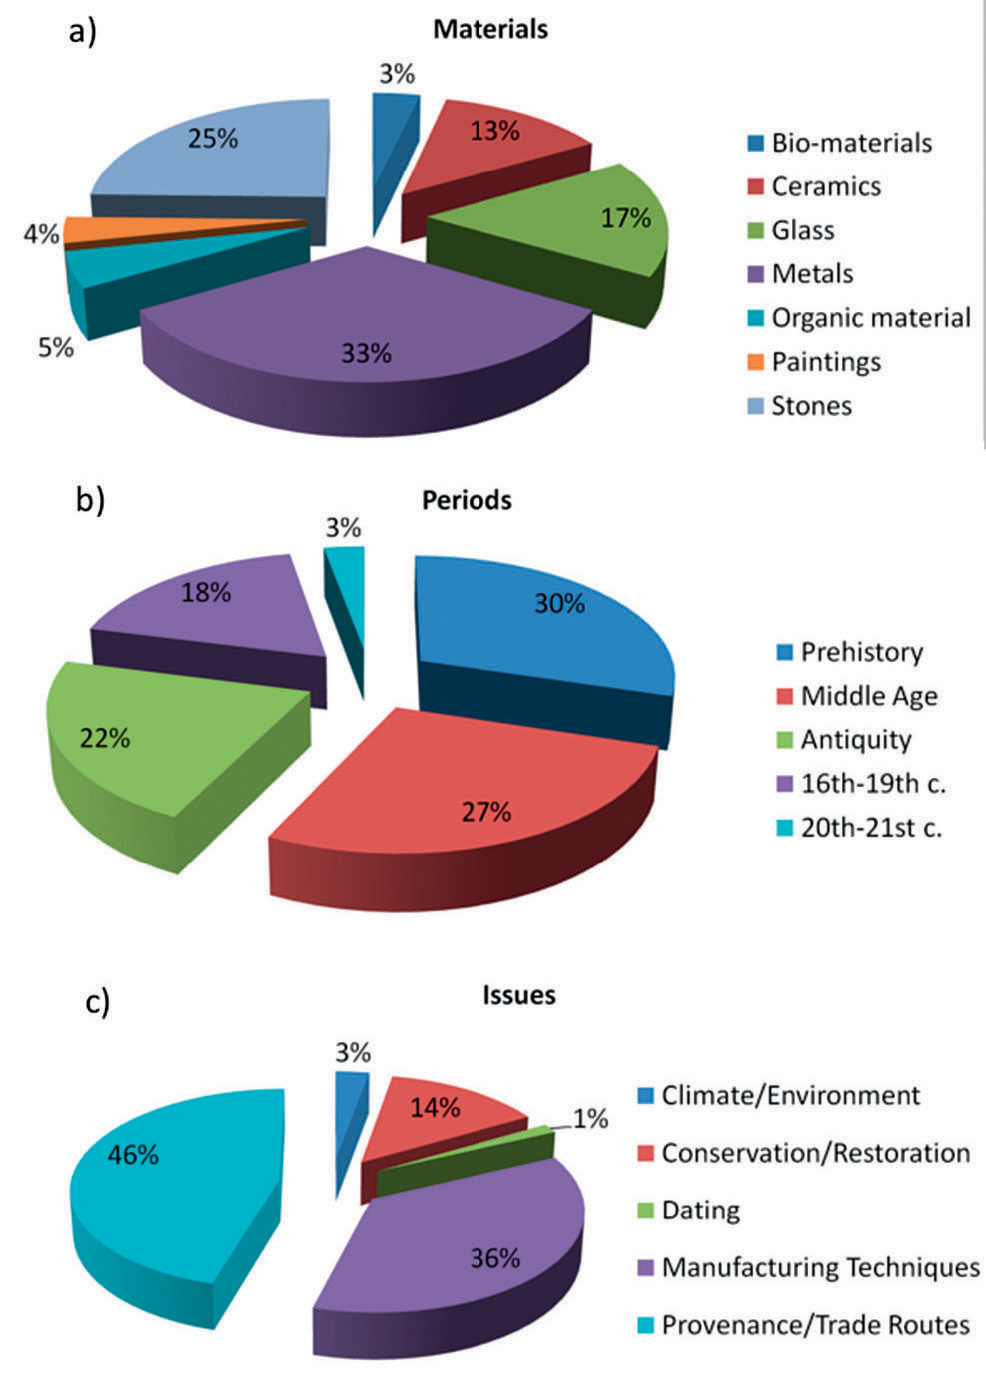 a)
Materials
3%
13%
25%
17%
4%
5%
33%
Bio-materials
Ceramics
Glass
Metals
Organic material
Paintings
Stones
b)
Periods
3%
18%
30%
22%
27%
Prehistory
Middle Age
Antiquity
16th-19th c.
20th-21st c.
c)
Issues
3%
14%
1%
46%
36%
Climate/Environment
Conservation/Restoration
Dating
Manufacturing Techniques
Provenance/Trade Routes